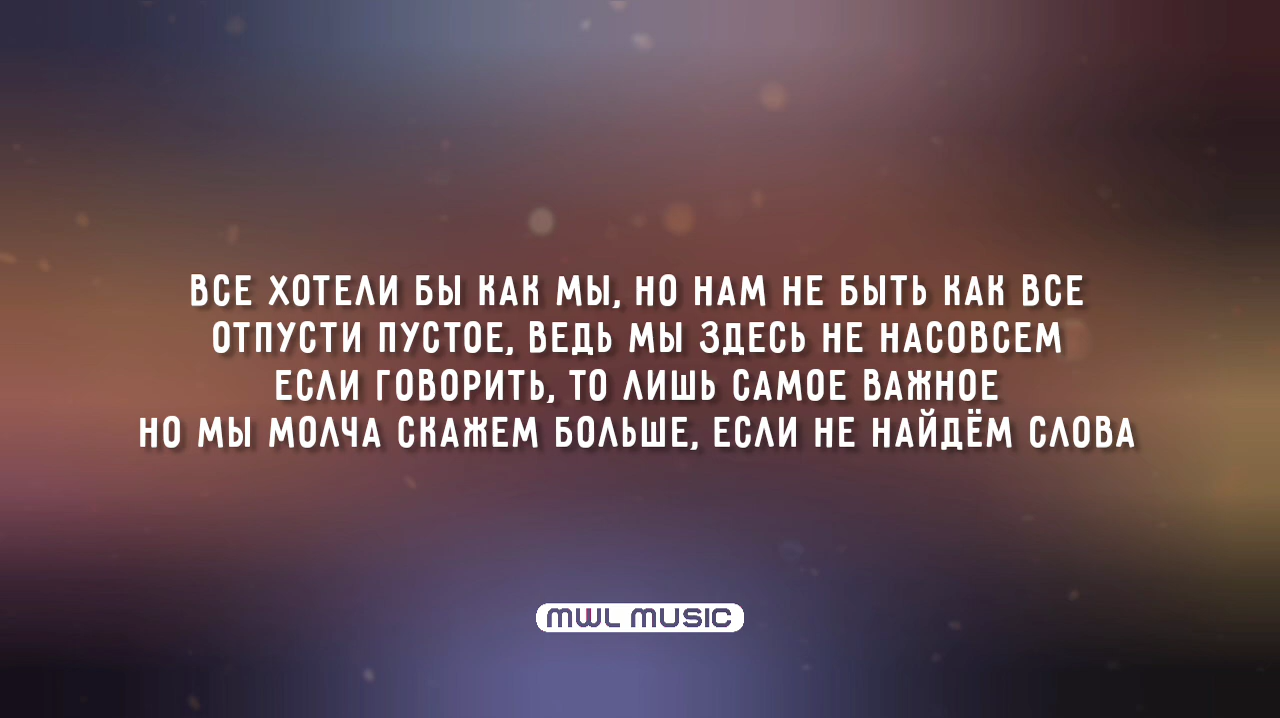 ВСЕ ХОТЕЛИ БЫ КАК МЫ, НО НАМ НЕ БЫТЬ КАК ВСЕ
ОТПУСТИ ПУСТОЕ, ВЕДЬ МЫ ЗДЕСЬ НЕ НАСОВСЕМ
ЕСЛИ ГОВОРИТЬ, ТО ЛИШЬ САМОЕ ВАЖНОЕ
НО МЫ МОЛЧА СКАЖЕМ БОЛЬШЕ, ЕСЛИ НЕ НАЙДЁМ СЛОВА
MWL MUSIC